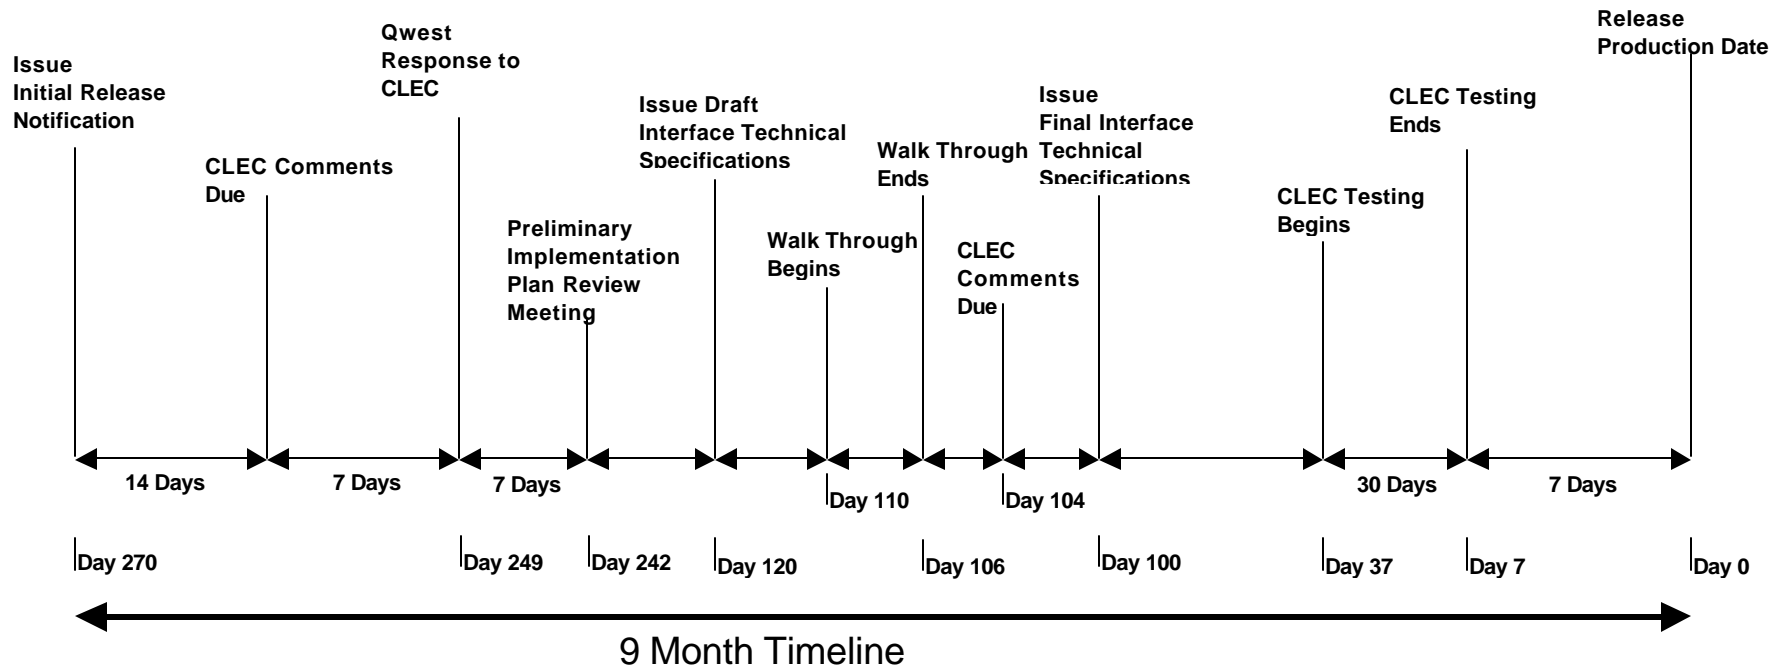 Issue
Initial Release
Notification
CLEC Comments
Due
Qwest
Response to
CLEC
Preliminary
Implementation
Plan Review
Meeting
Issue Draft
Interface Technical
Specifications
Walk Through
Begins
Walk Through
Ends
CLEC
Comments
Due
Issue
Final Interface
Technical
Specifications
CLEC Testing
Begins
CLEC Testing
Ends
Release
Production Date
14 Days
7 Days
7 Days
30 Days
7 Days
Day 110
Day 104
Day 270
Day 249
Day 242
Day 120
Day 106
Day 100
Day 37
Day 7
Day 0
9 Month Timeline